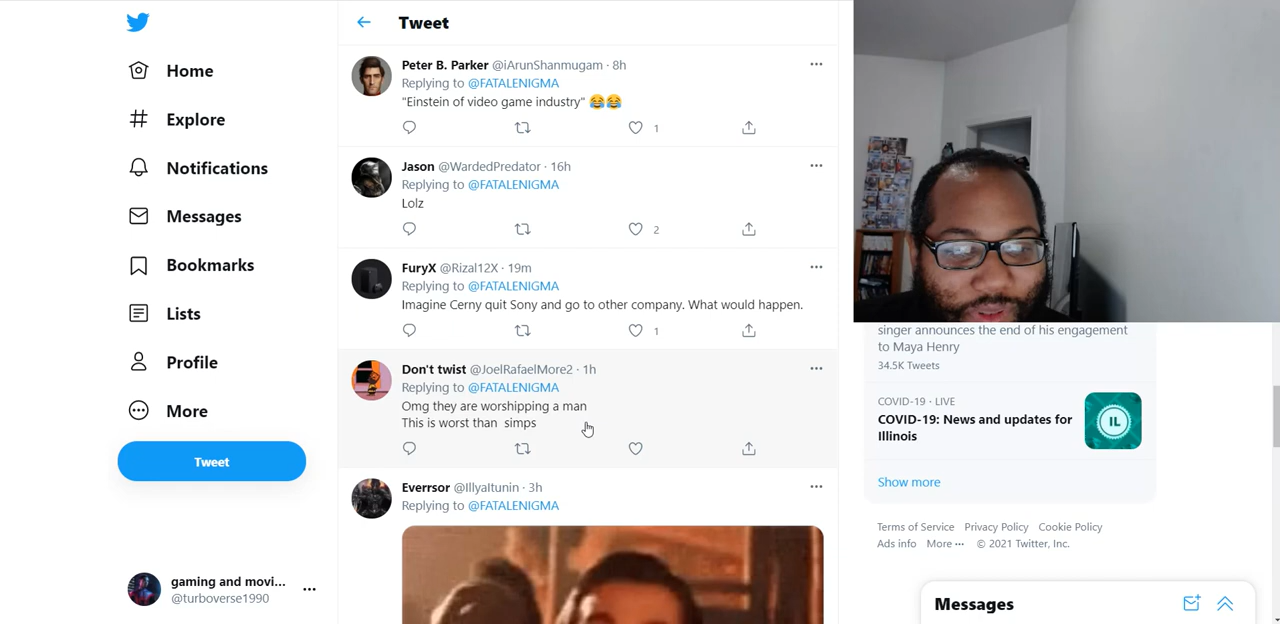 Tweet
Home
Explore
Notifications
Messages
Bookmarks
Lists
Profile
More
Tweet
gaming and movi...
@turboverse1990
Peter B. Parker @iArunShanmugam · 8h
Replying to @FATALENIGMA
"Einstein of video game industry" 😂😂
1
Jason @WardedPredator · 16h
Replying to @FATALENIGMA
Lolz
2
FuryX @Rizal12X · 19m
Replying to @FATALENIGMA
Imagine Cerny quit Sony and go to other company. What would happen.
1
Don't twist @JoelRafaelMore2 · 1h
Replying to @FATALENIGMA
Omg they are worshipping a man
This is worst than simps
Everrsor @IllyaItunin · 3h
Replying to @FATALENIGMA
singer announces the end of his engagement
to Maya Henry
34.5K Tweets
COVID-19 · LIVE
COVID-19: News and updates for
Illinois
IL
Show more
Terms of Service Privacy Policy Cookie Policy
Ads info More ··· © 2021 Twitter, Inc.
Messages